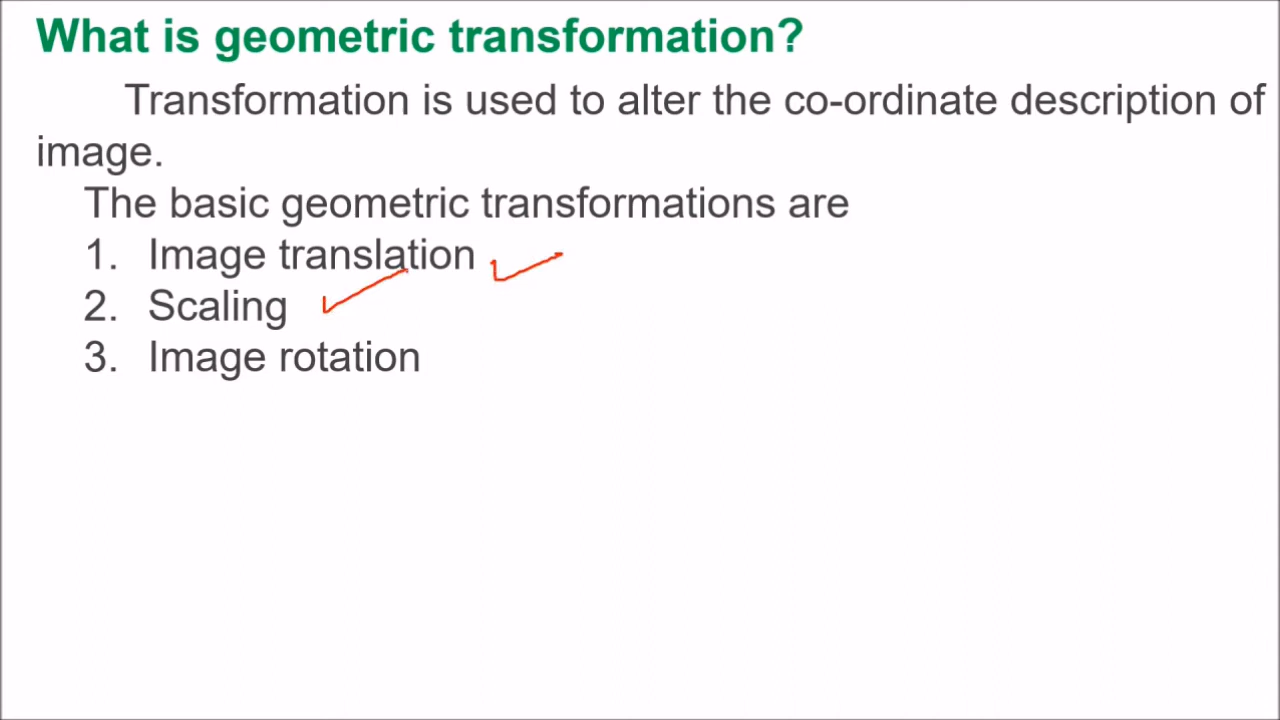 What is geometric transformation?
Transformation is used to alter the co-ordinate description of
image.
The basic geometric transformations are
1. Image translation
2. Scaling
3. Image rotation